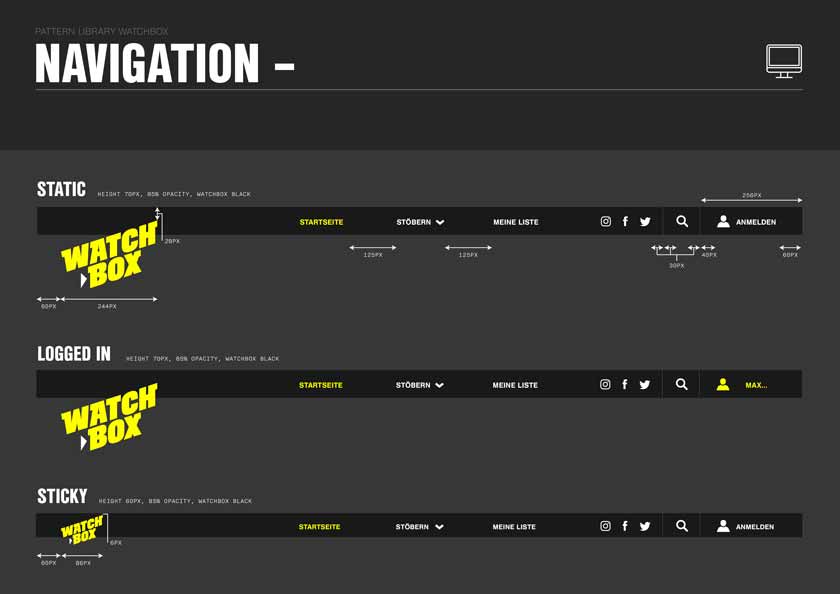 PATTERN LIBRARY WATCHBOX
NAVIGATION –
STATIC HEIGHT 70PX, 85% OPACITY, WATCHBOX BLACK
256PX
STARTSEITE STÖBERN MEINE LISTE ANMELDEN
WATCH
BOX
20PX
125PX 125PX 30PX 40PX 60PX
60PX 244PX
LOGGED IN HEIGHT 70PX, 85% OPACITY, WATCHBOX BLACK
STARTSEITE STÖBERN MEINE LISTE MAX...
WATCH
BOX
STICKY HEIGHT 60PX, 95% OPACITY, WATCHBOX BLACK
STARTSEITE STÖBERN MEINE LISTE ANMELDEN
WATCH
BOX
6PX
60PX 86PX